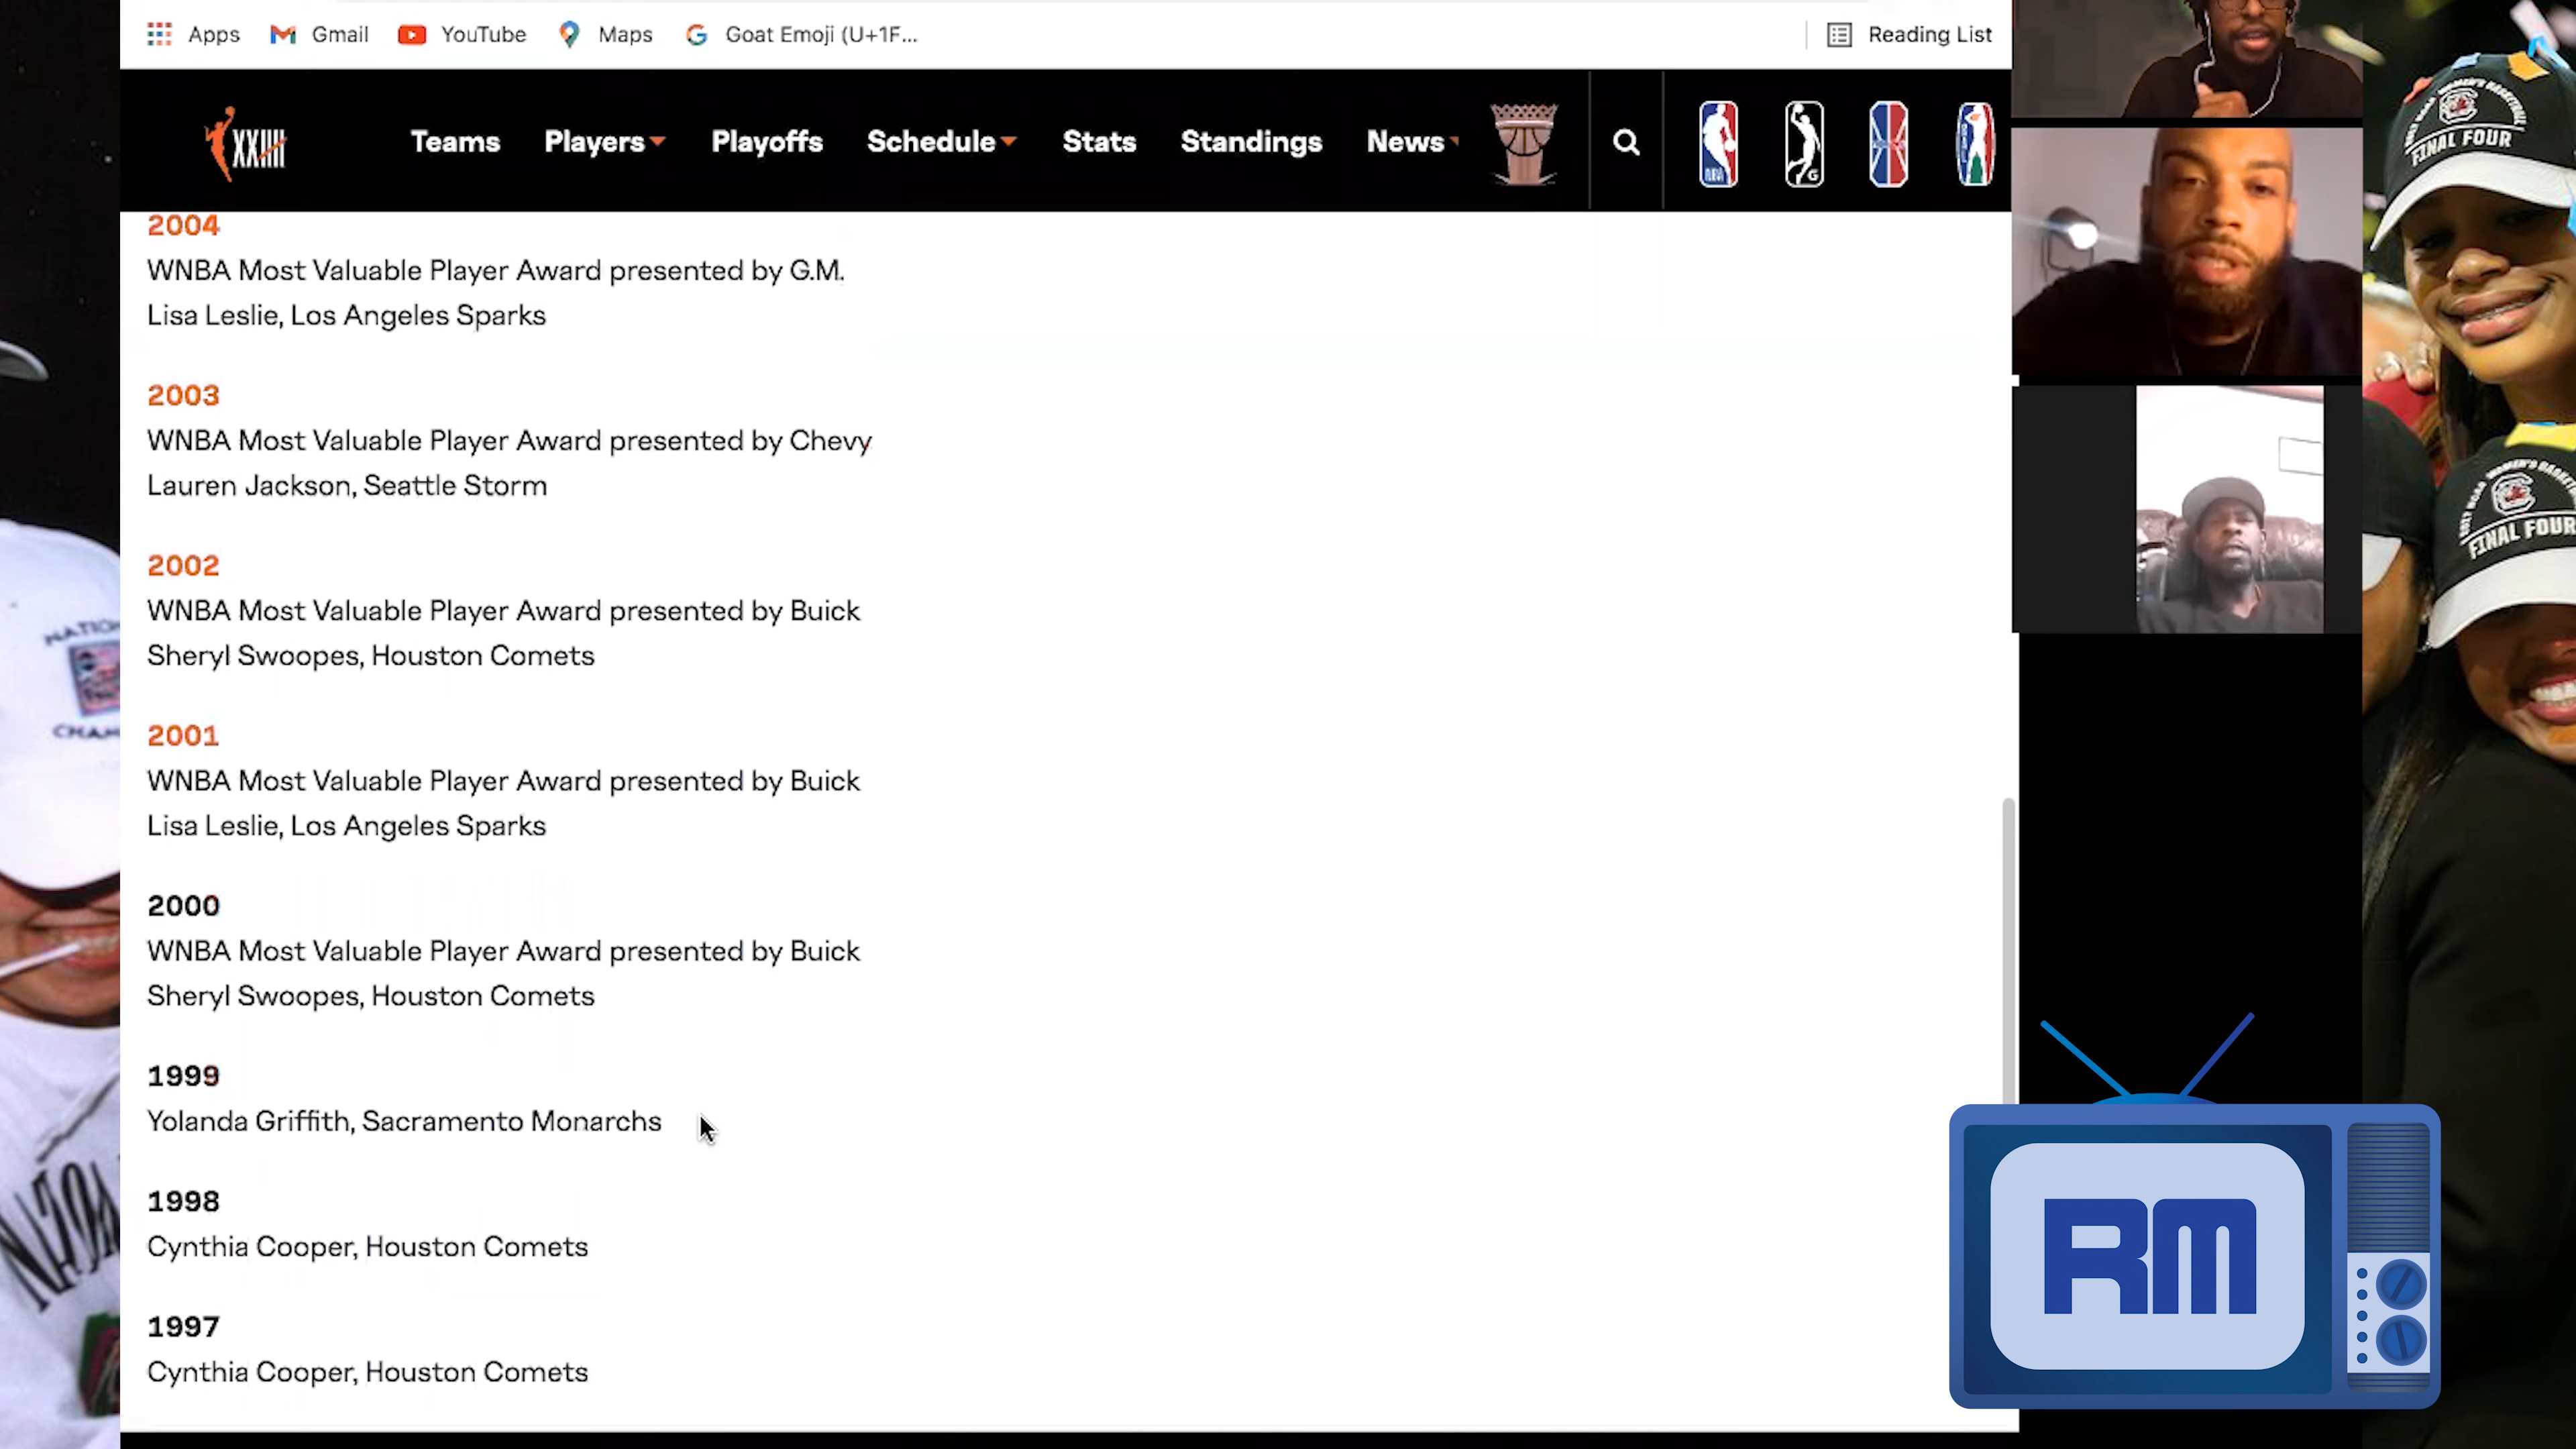 Apps Gmail YouTube Maps Goat Emoji (U+1F... Reading List
XXIIII Teams Players Playoffs Schedule Stats Standings News NBA G
2004
WNBA Most Valuable Player Award presented by G.M.
Lisa Leslie, Los Angeles Sparks
2003
WNBA Most Valuable Player Award presented by Chevy
Lauren Jackson, Seattle Storm
2002
WNBA Most Valuable Player Award presented by Buick
Sheryl Swoopes, Houston Comets
2001
WNBA Most Valuable Player Award presented by Buick
Lisa Leslie, Los Angeles Sparks
2000
WNBA Most Valuable Player Award presented by Buick
Sheryl Swoopes, Houston Comets
1999
Yolanda Griffith, Sacramento Monarchs
1998
Cynthia Cooper, Houston Comets
1997
Cynthia Cooper, Houston Comets
FINAL FOUR
FINAL FOUR
RM